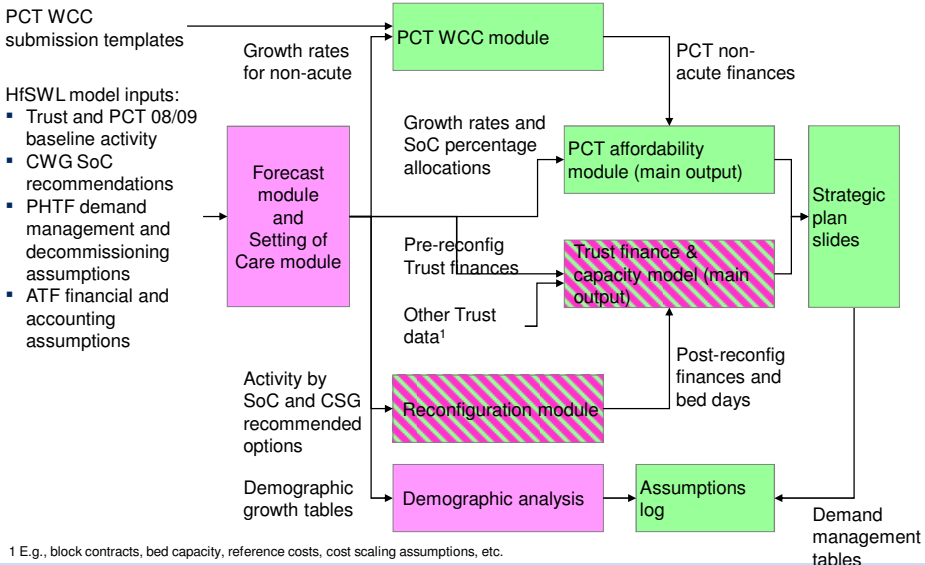 PCT WCC
submission templates
HfSWL model inputs:
▪ Trust and PCT 08/09
baseline activity
▪ CWG SoC
recommendations
▪ PHTF demand
management and
decommissioning
assumptions
▪ ATF financial and
accounting
assumptions
Forecast
module
and
Setting of
Care module
Growth rates
for non-acute
PCT WCC module
PCT non-
acute finances
Growth rates and
SoC percentage
allocations
PCT affordability
module (main output)
Strategic
plan
slides
Pre-reconfig
Trust finances
Trust finance &
capacity model (main
output)
Other Trust
data¹
Post-reconfig
finances and
bed days
Activity by
SoC and CSG
recommended
options
Reconfiguration module
Demographic
growth tables
Demographic analysis
Assumptions
log
Demand
management
tables
1 E.g., block contracts, bed capacity, reference costs, cost scaling assumptions, etc.